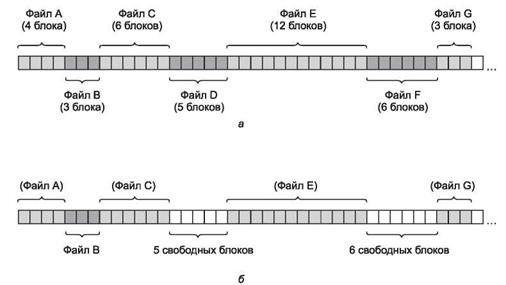 Файл A Файл C Файл E Файл G
(4 блока) (6 блоков) (12 блоков) (3 блока)
...
Файл B Файл D Файл F
(3 блока) (5 блоков) (6 блоков)
а
(Файл A) (Файл C) (Файл E) (Файл G)
...
Файл B 5 свободных блоков 6 свободных блоков
б